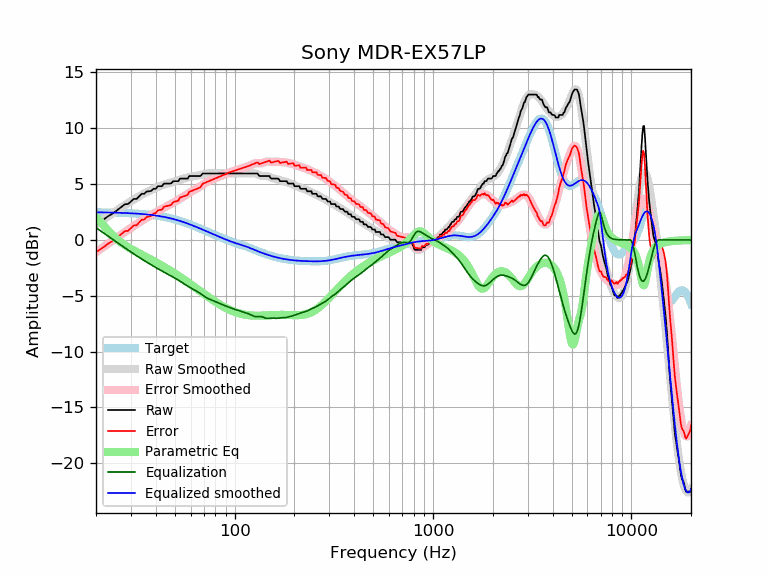 Sony MDR-EX57LP
15
10
5
0
−5
−10
−15
−20
Amplitude (dBr)
Target
Raw Smoothed
Error Smoothed
Raw
Error
Parametric Eq
Equalization
Equalized smoothed
100
1000
10000
Frequency (Hz)